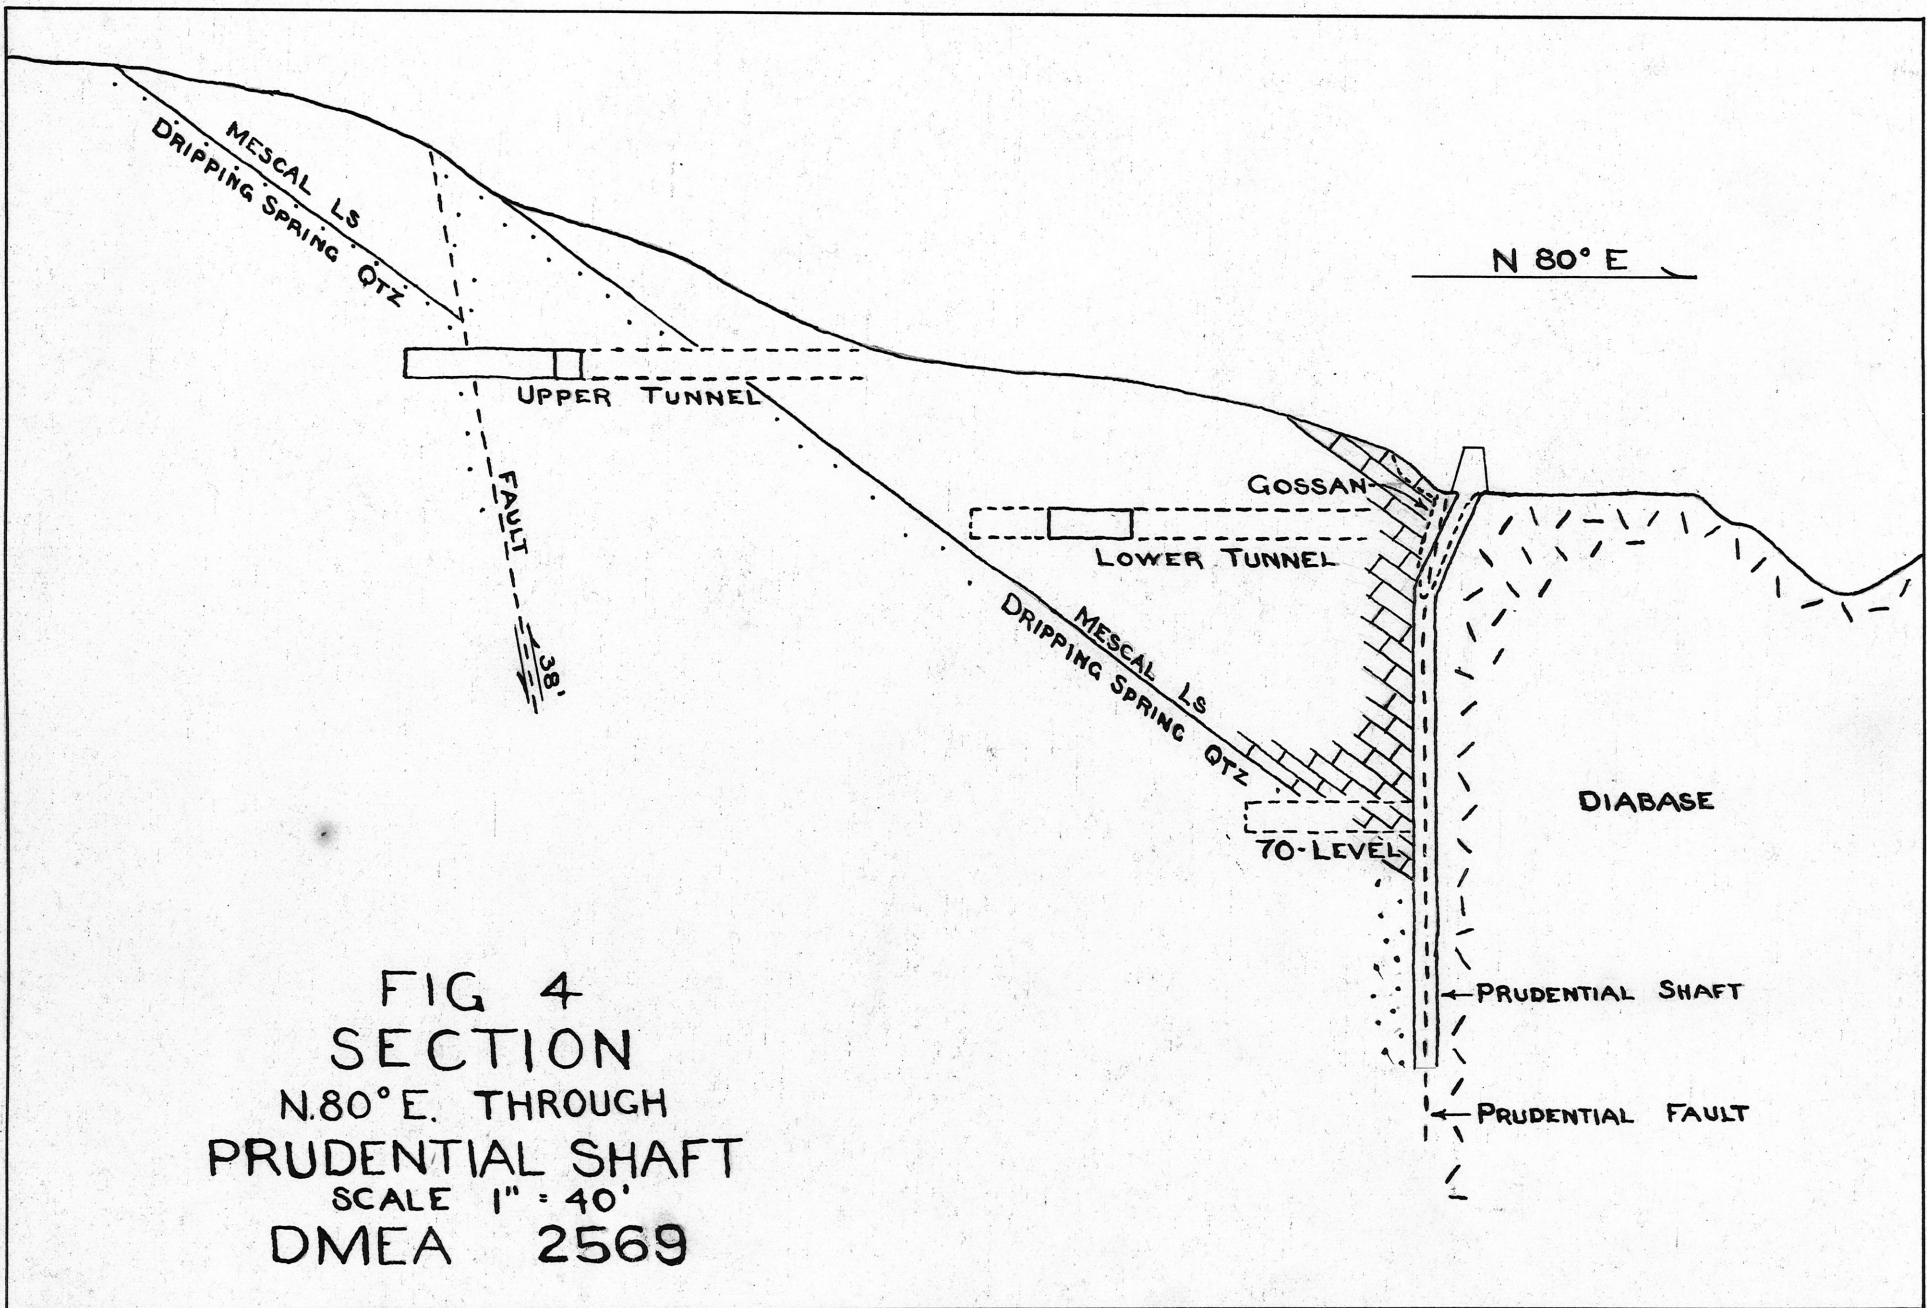 MESCAL LS
DRIPPING SPRING QTZ
N 80° E
UPPER TUNNEL
FAULT
38'
GOSSAN
LOWER TUNNEL
MESCAL LS
DRIPPING SPRING QTZ
DIABASE
70-LEVEL
PRUDENTIAL SHAFT
PRUDENTIAL FAULT
FIG 4
SECTION
N.80°E. THROUGH
PRUDENTIAL SHAFT
SCALE 1" = 40'
DMEA 2569